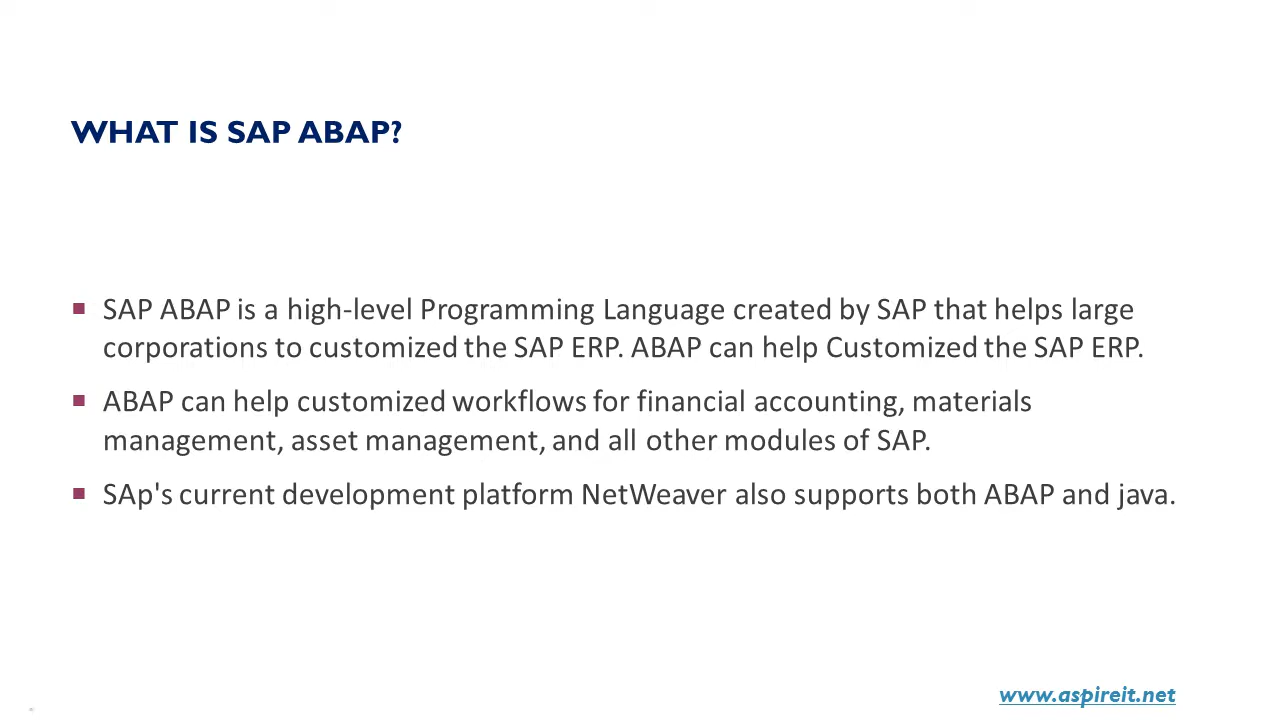 WHAT IS SAP ABAP?
SAP ABAP is a high-level Programming Language created by SAP that helps large
corporations to customized the SAP ERP. ABAP can help Customized the SAP ERP.
ABAP can help customized workflows for financial accounting, materials
management, asset management, and all other modules of SAP.
SAp's current development platform NetWeaver also supports both ABAP and java.
www.aspireit.net